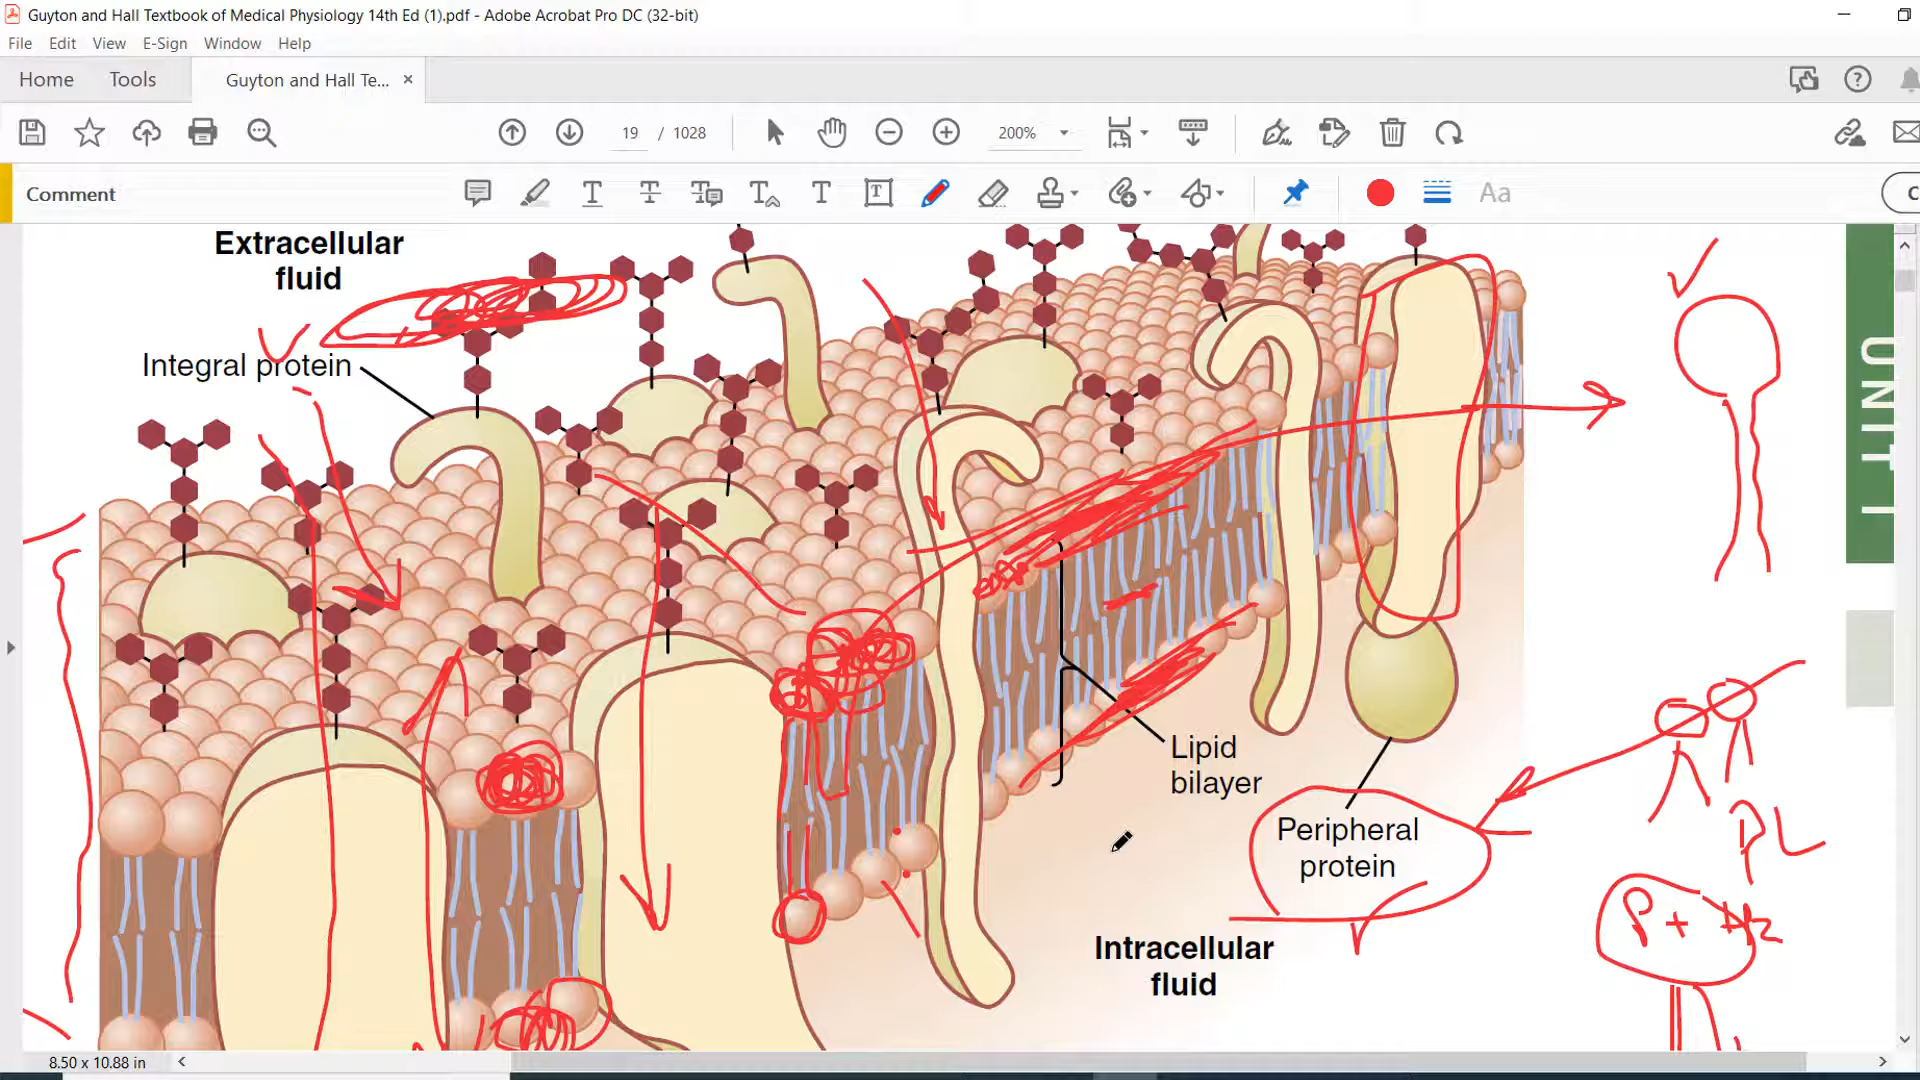 Guyton and Hall Textbook of Medical Physiology 14th Ed (1).pdf - Adobe Acrobat Pro DC (32-bit)
File Edit View E-Sign Window Help
Home Tools Guyton and Hall Te... ×
19 / 1028 200%
Comment
T T T T T T Aa C
Extracellular
fluid
Integral protein
UNIT I
Lipid
bilayer
Peripheral
protein
PL
P +
Intracellular
fluid
8.50 x 10.88 in